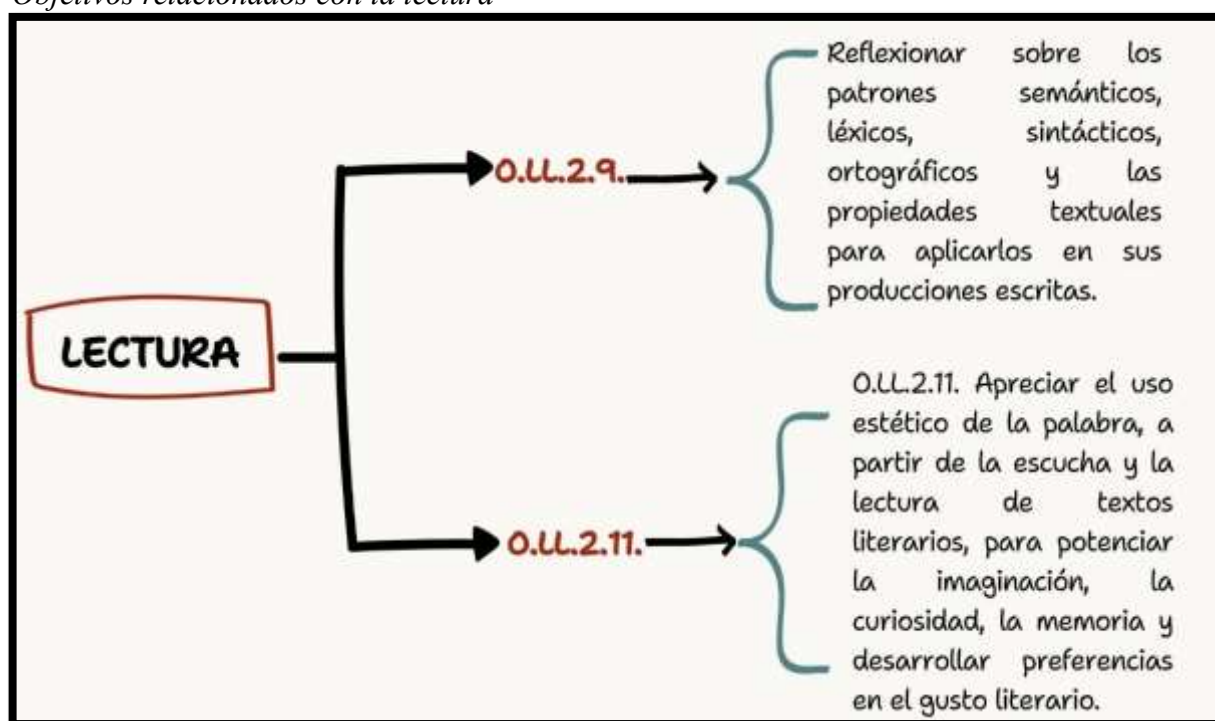 Objetivos relacionados con la lectura
LECTURA
O.LL.2.9.
Reflexionar sobre los
patrones semánticos,
léxicos, sintácticos,
ortográficos y las
propiedades textuales
para aplicarlos en sus
producciones escritas.
O.LL.2.11.
O.LL.2.11. Apreciar el uso
estético de la palabra, a
partir de la escucha y la
lectura de textos
literarios, para potenciar
la imaginación, la
curiosidad, la memoria y
desarrollar preferencias
en el gusto literario.